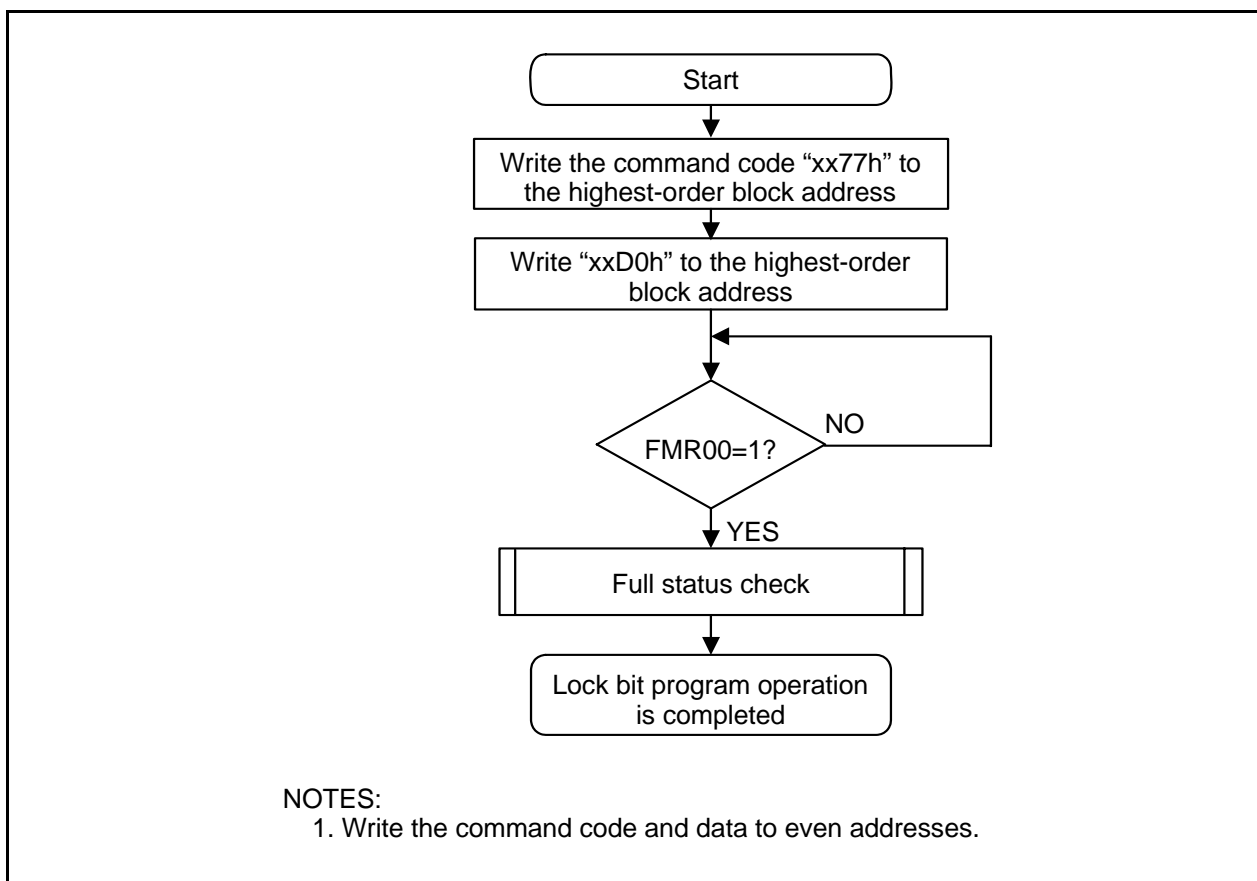 Start
Write the command code “xx77h” to
the highest-order block address
Write “xxD0h” to the highest-order
block address
NO
FMR00=1?
YES
Full status check
Lock bit program operation
is completed
NOTES:
1. Write the command code and data to even addresses.